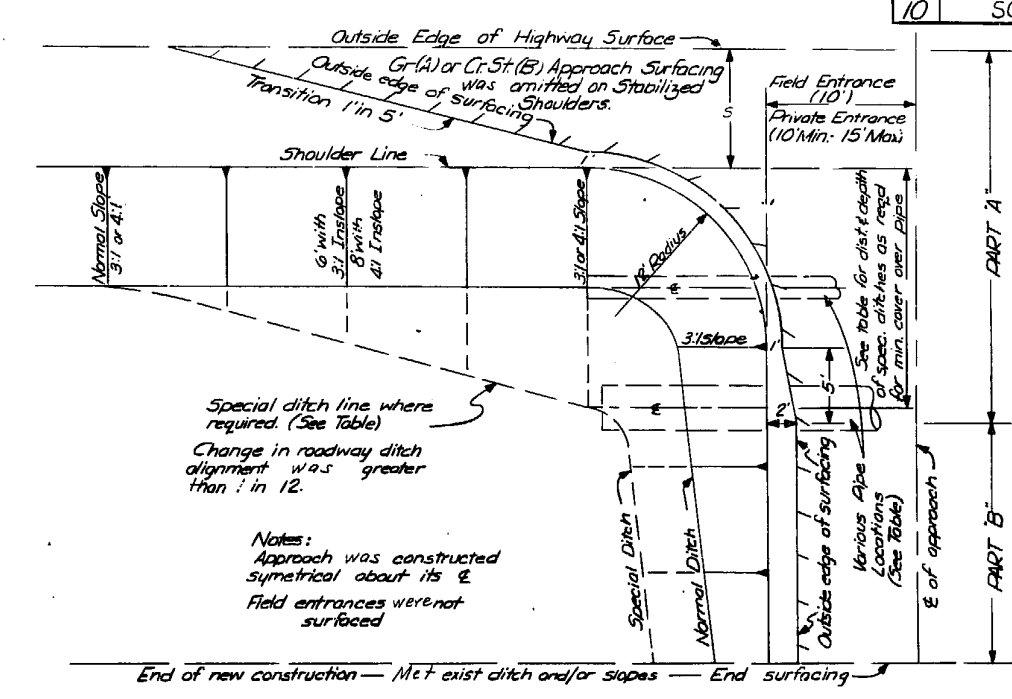 10 SC
Outside Edge of Highway Surface
Gr.(A) or Cr. St.(B) Approach Surfacing
was omitted on Stabilized
Shoulders.
Outside edge of surfacing
Transition 1' in 5'
S
Field Entrance
(10')
Private Entrance
(10' Min.- 15' Max)
Shoulder Line
Normal Slope
3:1 or 4:1
6' with
3:1 Inslope
8' with
4:1 Inslope
3:1 or 4:1 Slope
1'
Radius
℄
See table for dist. & depth
of spec. ditches as reqd
for min. cover over pipe
PART "A"
3:1 slope
1'
5'
2'
℄
Special ditch line where
required. (See Table)
Change in roadway ditch
alignment was greater
than 1 in 12.
Notes:
Approach was constructed
symetrical about its ℄
Field entrances were not
surfaced
Special Ditch
Normal Ditch
Outside edge of surfacing
Various Pipe
Locations
(See Table)
℄ of approach
PART "B"
End of new construction — Met exist ditch and/or slopes — End surfacing